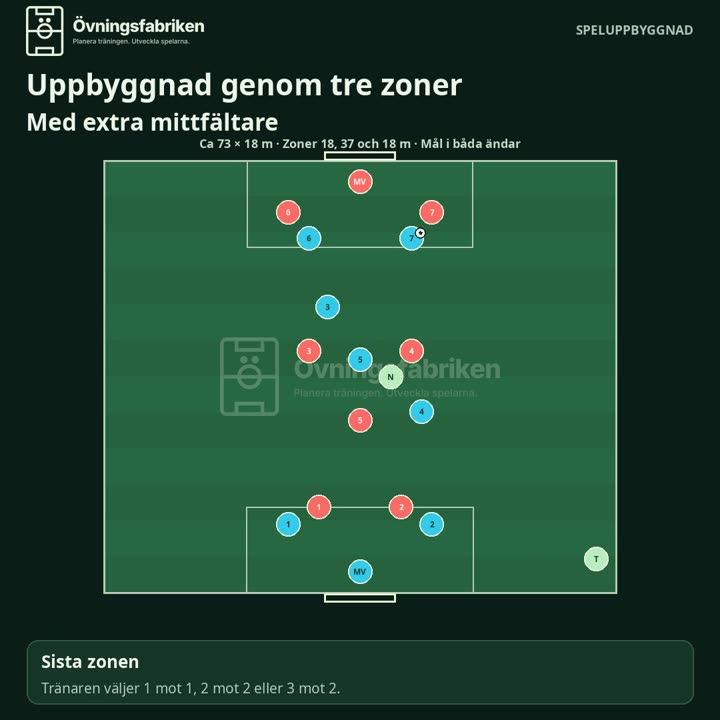 Övningsfabriken
Planera träningen. Utveckla spelarna.
SPELUPPBYGGNAD
Uppbyggnad genom tre zoner
Med extra mittfältare
Ca 73 × 18 m · Zoner 18, 37 och 18 m · Mål i båda ändar
MV
6
7
6
7
3
3
4
5
Övningsfabriken
N
Planera träningen. Utveckla spelarna.
4
5
1
2
1
2
T
MV
Sista zonen
Tränaren väljer 1 mot 1, 2 mot 2 eller 3 mot 2.